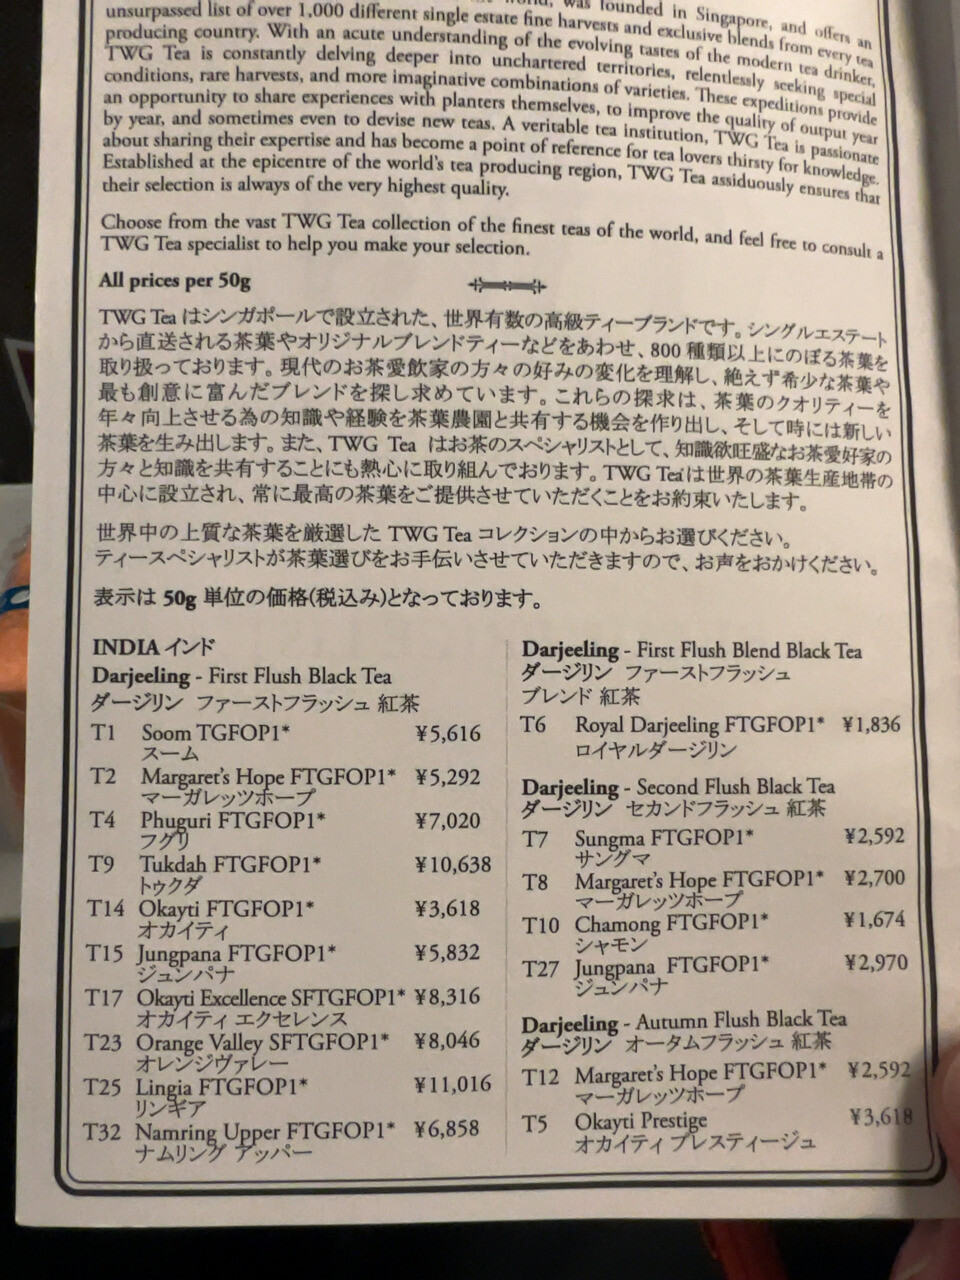 world, was founded in Singapore, and offers an
unsurpassed list of over 1,000 different single estate fine harvests and exclusive blends from every tea
producing country. With an acute understanding of the evolving tastes of the modern tea drinker,
TWG Tea is constantly delving deeper into unchartered territories, relentlessly seeking special
conditions, rare harvests, and more imaginative combinations of varieties. These expeditions provide
an opportunity to share experiences with planters themselves, to improve the quality of output year
by year, and sometimes even to devise new teas. A veritable tea institution, TWG Tea is passionate
about sharing their expertise and has become a point of reference for tea lovers thirsty for knowledge.
Established at the epicentre of the world's tea producing region, TWG Tea assiduously ensures that
their selection is always of the very highest quality.
Choose from the vast TWG Tea collection of the finest teas of the world, and feel free to consult a
TWG Tea specialist to help you make your selection.
All prices per 50g
TWG Tea はシンガポールで設立された、世界有数の高級ティーブランドです。シングルエステート
から直送される茶葉やオリジナルブレンドティーなどをあわせ、800 種類以上にのぼる茶葉を
取り扱っております。現代のお茶愛飲家の方々の好みの変化を理解し、絶えず希少な茶葉や
最も創意に富んだブレンドを探し求めています。これらの探求は、茶葉のクオリティーを
年々向上させる為の知識や経験を茶葉農園と共有する機会を作り出し、そして時には新しい
茶葉を生み出します。また、TWG Tea はお茶のスペシャリストとして、知識欲旺盛なお茶愛好家の
方々と知識を共有することにも熱心に取り組んでおります。TWG Teaは世界の茶葉生産地帯の
中心に設立され、常に最高の茶葉をご提供させていただくことをお約束いたします。
世界中の上質な茶葉を厳選した TWG Tea コレクションの中からお選びください。
ティースペシャリストが茶葉選びをお手伝いさせていただきますので、お声をおかけください。
表示は 50g 単位の価格(税込み)となっております。
INDIA インド
Darjeeling - First Flush Black Tea
ダージリン ファーストフラッシュ 紅茶
T1 Soom TGFOP1* ¥5,616
スーム
T2 Margaret's Hope FTGFOP1* ¥5,292
マーガレッツホープ
T4 Phuguri FTGFOP1* ¥7,020
フグリ
T9 Tukdah FTGFOP1* ¥10,638
トゥクダ
T14 Okayti FTGFOP1* ¥3,618
オカイティ
T15 Jungpana FTGFOP1* ¥5,832
ジュンパナ
T17 Okayti Excellence SFTGFOP1* ¥8,316
オカイティ エクセレンス
T23 Orange Valley SFTGFOP1* ¥8,046
オレンジヴァレー
T25 Lingia FTGFOP1* ¥11,016
リンギア
T32 Namring Upper FTGFOP1* ¥6,858
ナムリング アッパー
Darjeeling - First Flush Blend Black Tea
ダージリン ファーストフラッシュ
ブレンド 紅茶
T6 Royal Darjeeling FTGFOP1* ¥1,836
ロイヤルダージリン
Darjeeling - Second Flush Black Tea
ダージリン セカンドフラッシュ 紅茶
T7 Sungma FTGFOP1* ¥2,592
サングマ
T8 Margaret's Hope FTGFOP1* ¥2,700
マーガレッツホープ
T10 Chamong FTGFOP1* ¥1,674
シャモン
T27 Jungpana FTGFOP1* ¥2,970
ジュンパナ
Darjeeling - Autumn Flush Black Tea
ダージリン オータムフラッシュ 紅茶
T12 Margaret's Hope FTGFOP1* ¥2,592
マーガレッツホープ
T5 Okayti Prestige ¥3,618
オカイティ プレスティージュ